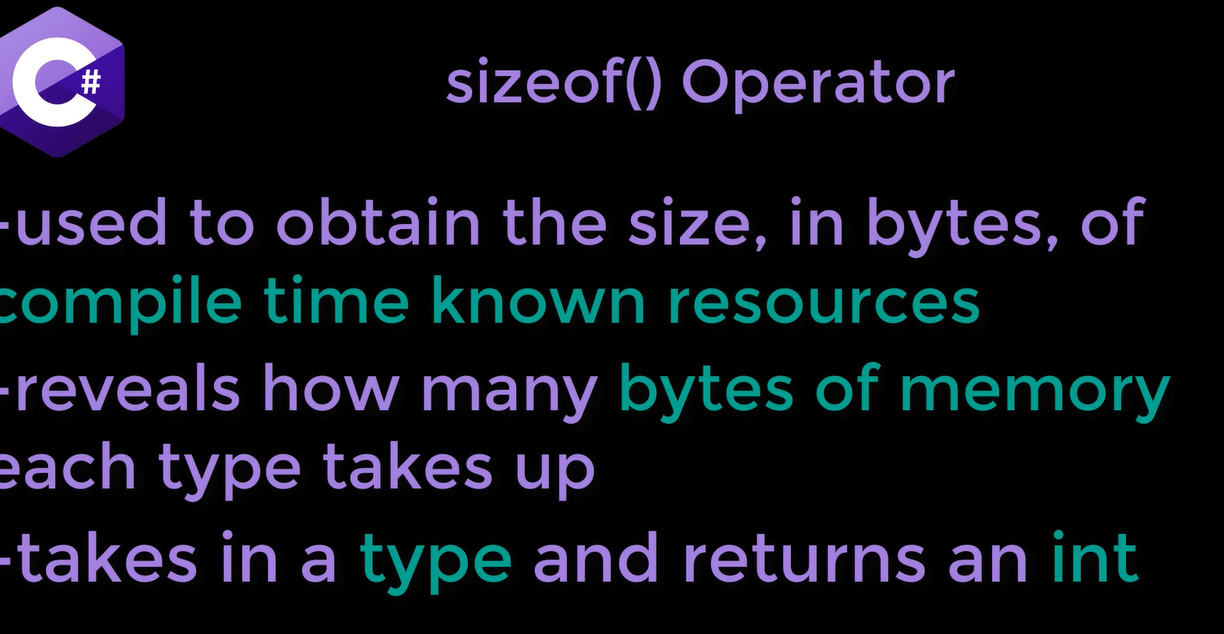 C#
sizeof() Operator
-used to obtain the size, in bytes, of
compile time known resources
-reveals how many bytes of memory
each type takes up
-takes in a type and returns an int